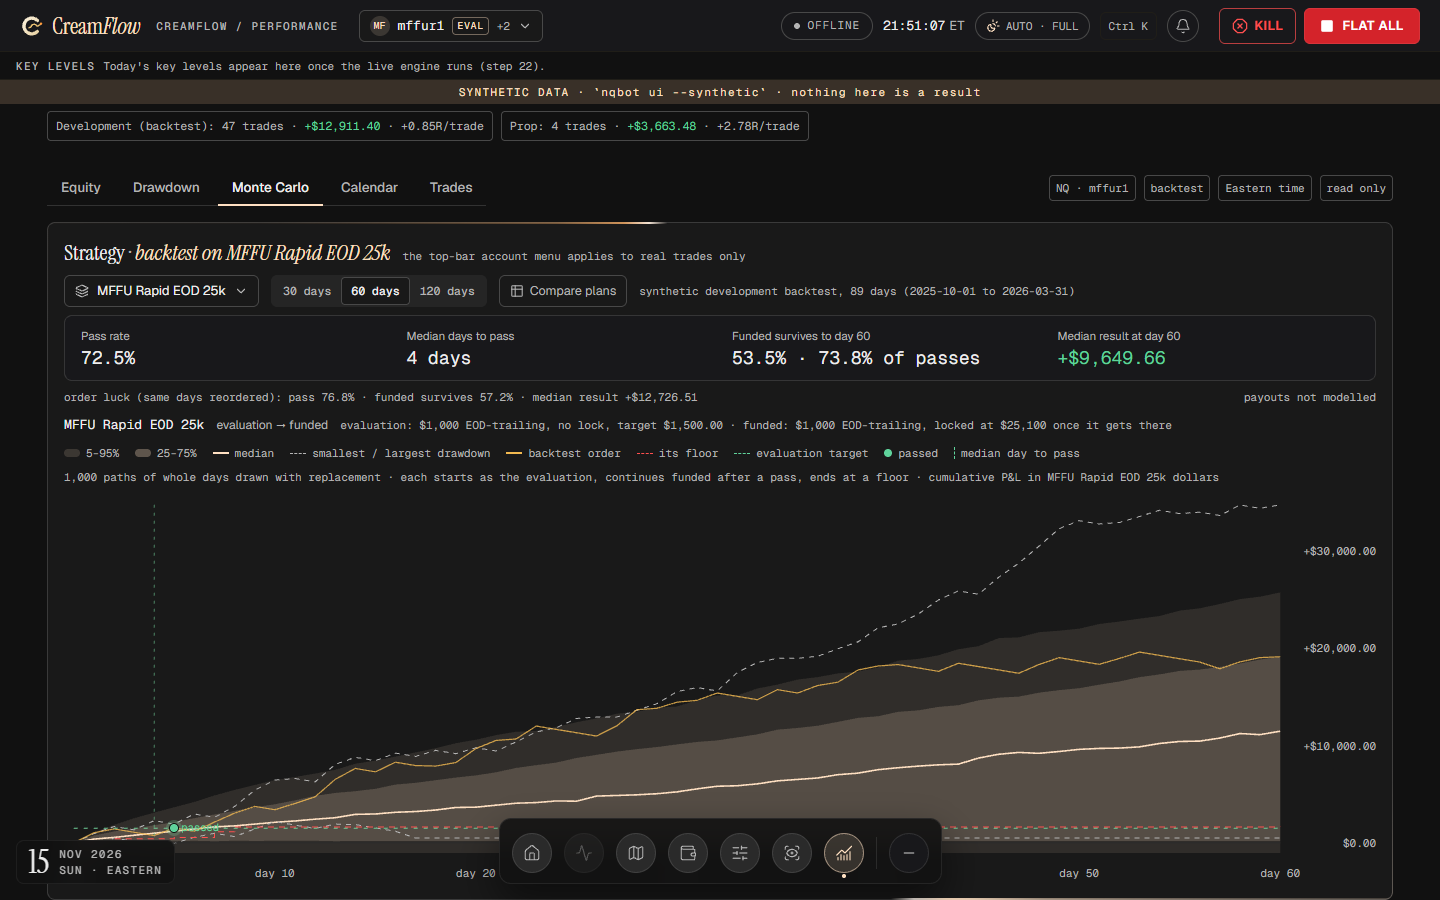 CreamFlow CREAMFLOW / PERFORMANCE MF mffur1 EVAL +2 OFFLINE 21:51:07 ET AUTO · FULL Ctrl K KILL FLAT ALL
KEY LEVELS Today's key levels appear here once the live engine runs (step 22).
SYNTHETIC DATA · `nqbot ui --synthetic` · nothing here is a result
Development (backtest): 47 trades · +$12,911.40 · +0.85R/trade Prop: 4 trades · +$3,663.48 · +2.78R/trade
Equity Drawdown Monte Carlo Calendar Trades NQ · mffur1 backtest Eastern time read only
Strategy · backtest on MFFU Rapid EOD 25k the top-bar account menu applies to real trades only
MFFU Rapid EOD 25k 30 days 60 days 120 days Compare plans synthetic development backtest, 89 days (2025-10-01 to 2026-03-31)
Pass rate Median days to pass Funded survives to day 60 Median result at day 60
72.5% 4 days 53.5% · 73.8% of passes +$9,649.66
order luck (same days reordered): pass 76.8% · funded survives 57.2% · median result +$12,726.51 payouts not modelled
MFFU Rapid EOD 25k evaluation → funded evaluation: $1,000 EOD-trailing, no lock, target $1,500.00 · funded: $1,000 EOD-trailing, locked at $25,100 once it gets there
5-95% 25-75% median smallest / largest drawdown backtest order its floor evaluation target passed median day to pass
1,000 paths of whole days drawn with replacement · each starts as the evaluation, continues funded after a pass, ends at a floor · cumulative P&L in MFFU Rapid EOD 25k dollars
+$30,000.00
+$20,000.00
+$10,000.00
passed
$0.00
15 NOV 2026
SUN · EASTERN
day 10 day 20 day 50 day 60